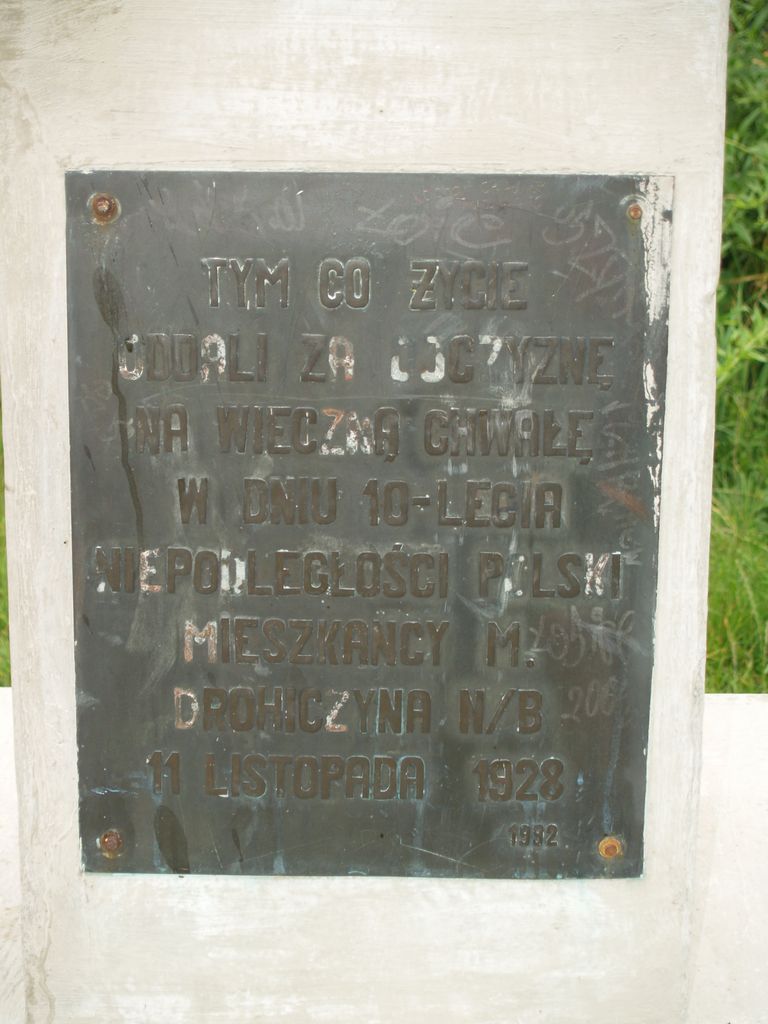 TYM CO ŻYCIE
ODDALI ZA OJCZYZNĘ
NA WIECZNĄ CHWAŁĘ
W DNIU 10-LECIA
NIEPODLEGŁOŚCI POLSKI
MIESZKAŃCY M.
DROHICZYNA N/B
11 LISTOPADA 1928